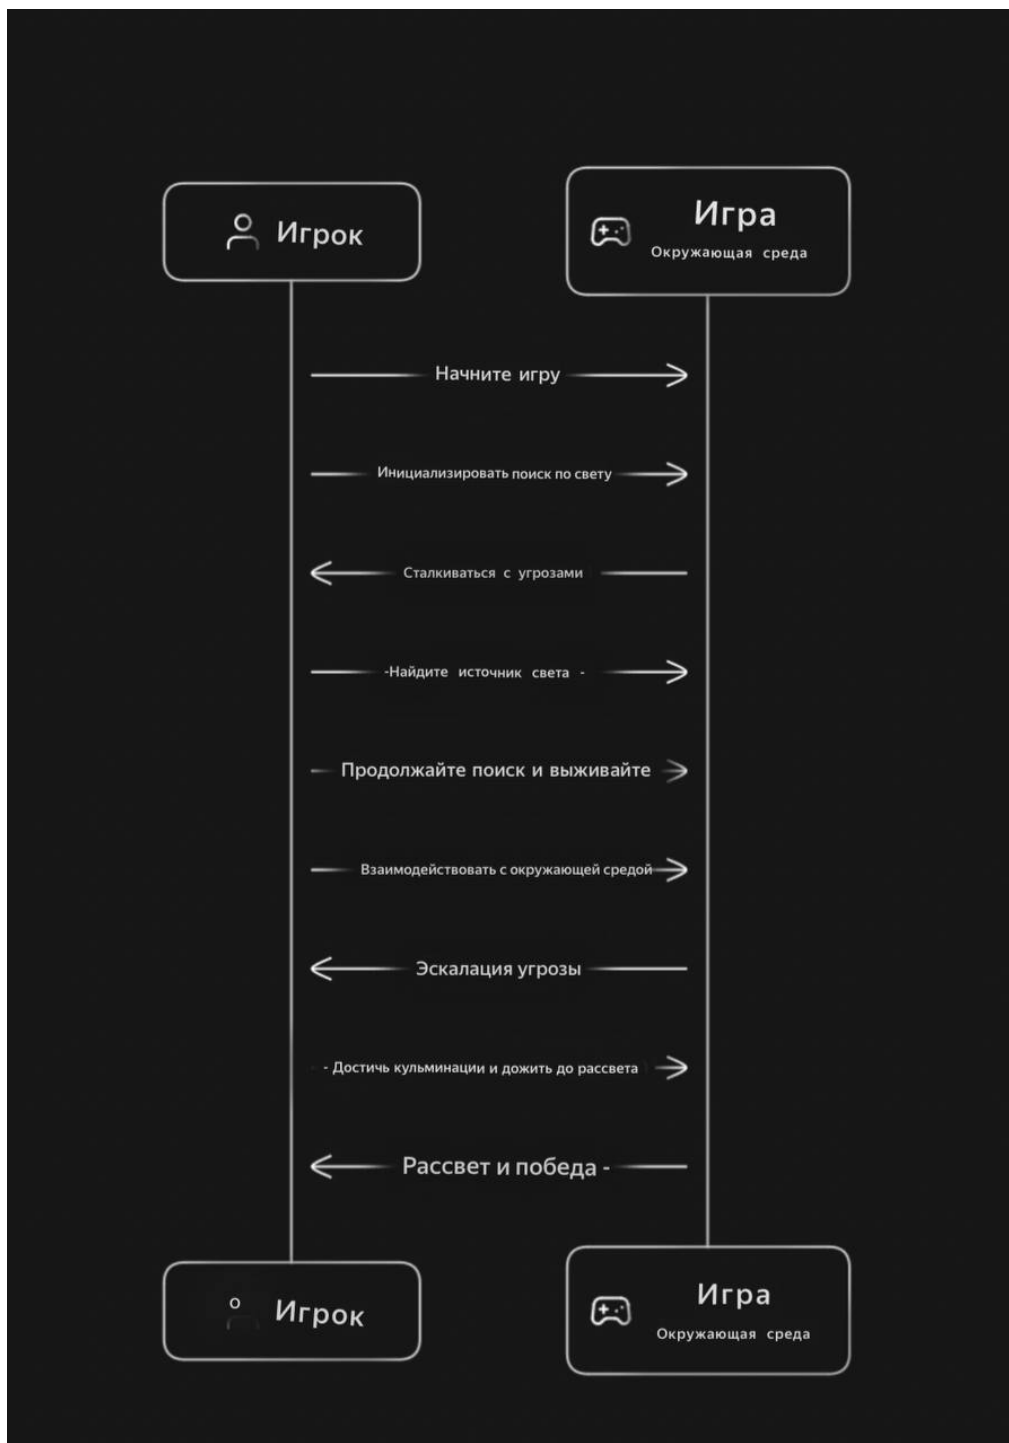 Игрок
Игра
Окружающая среда
Начните игру
Инициализировать поиск по свету
Сталкиваться с угрозами
-Найдите источник света -
Продолжайте поиск и выживайте
Взаимодействовать с окружающей средой
Эскалация угрозы
- Достичь кульминации и дожить до рассвета
Рассвет и победа -
Игрок
Игра
Окружающая среда